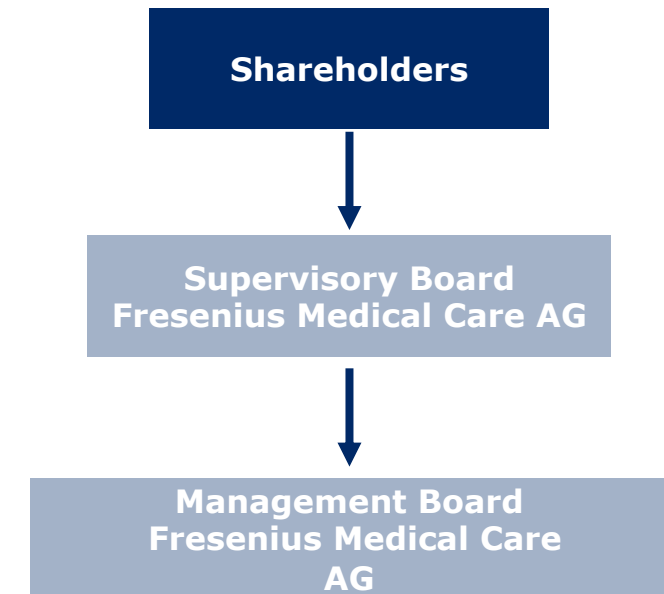 Shareholders
Supervisory Board
Fresenius Medical Care AG
Management Board
Fresenius Medical Care
AG